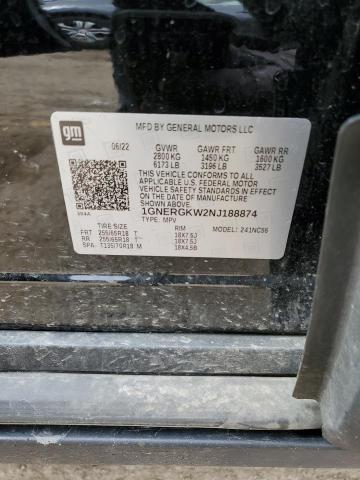 gm
MFD BY GENERAL MOTORS LLC
06/22 GVWR GAWR FRT GAWR RR
2800 KG 1450 KG 1600 KG
6173 LB 3196 LB 3527 LB
THIS VEHICLE CONFORMS TO ALL
APPLICABLE U.S. FEDERAL MOTOR
VEHICLE SAFETY STANDARDS IN EFFECT
ON THE DATE OF MANUFACTURE
SHOWN ABOVE.
1GNERGKW2NJ188874
TYPE: MPV MODEL: 241NC56
TIRE SIZE RIM
FRT 255/65R18 T 18X7.5J
RR 255/65R18 T 18X7.5J
SPA T135/70R18 M 18X4.5B